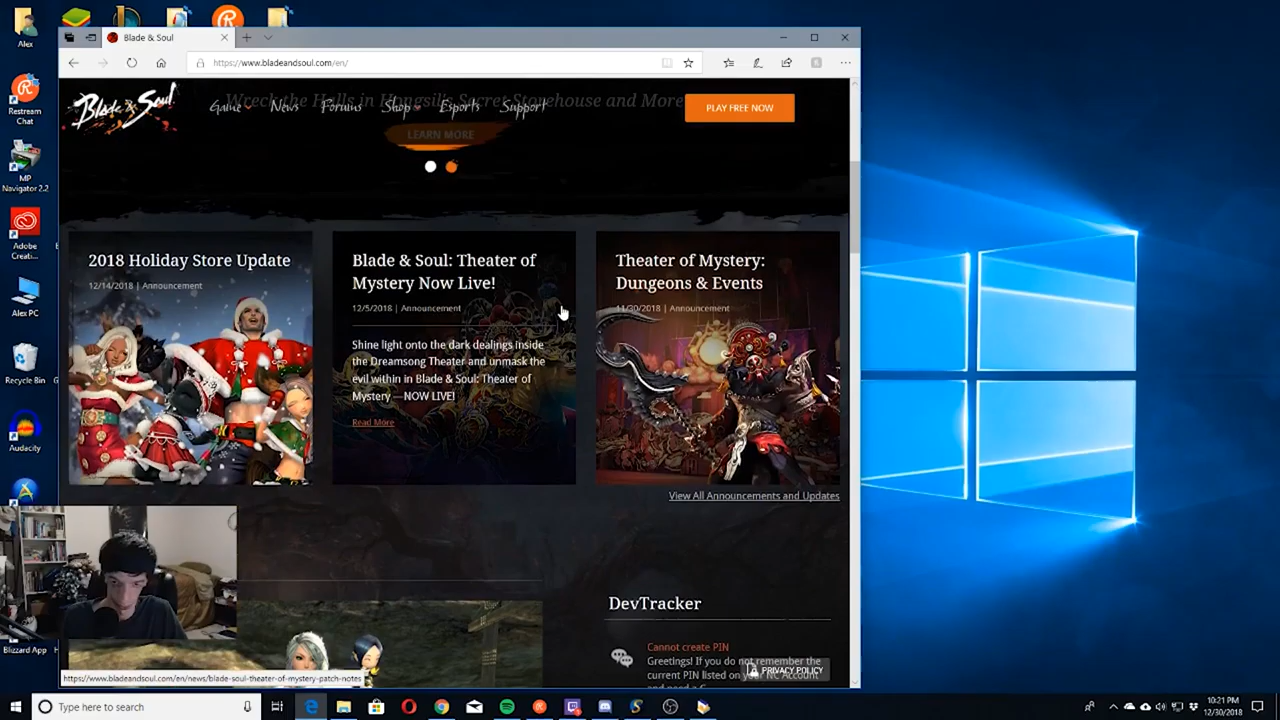 Alex
Blade & Soul
https://www.bladeandsoul.com/en/
Blade & Soul
Game
News
Forums
Shop
Esports
Support
PLAY FREE NOW
Wreck the Halls in Hongsil's Secret Storehouse and More
LEARN MORE
Restream
Chat
MP
Navigator 2.2
Adobe
Creati...
Alex PC
Recycle Bin
Audacity
Blizzard App
2018 Holiday Store Update
12/14/2018 | Announcement
Blade & Soul: Theater of
Mystery Now Live!
12/5/2018 | Announcement
Shine light onto the dark dealings inside
the Dreamsong Theater and unmask the
evil within in Blade & Soul: Theater of
Mystery — NOW LIVE!
Read More
Theater of Mystery:
Dungeons & Events
11/30/2018 | Announcement
View All Announcements and Updates
DevTracker
Cannot create PIN
Greetings! If you do not remember the
current PIN listed on your NC Account
PRIVACY POLICY
https://www.bladeandsoul.com/en/news/blade-soul-theater-of-mystery-patch-notes
Type here to search
10:21 PM
12/30/2018